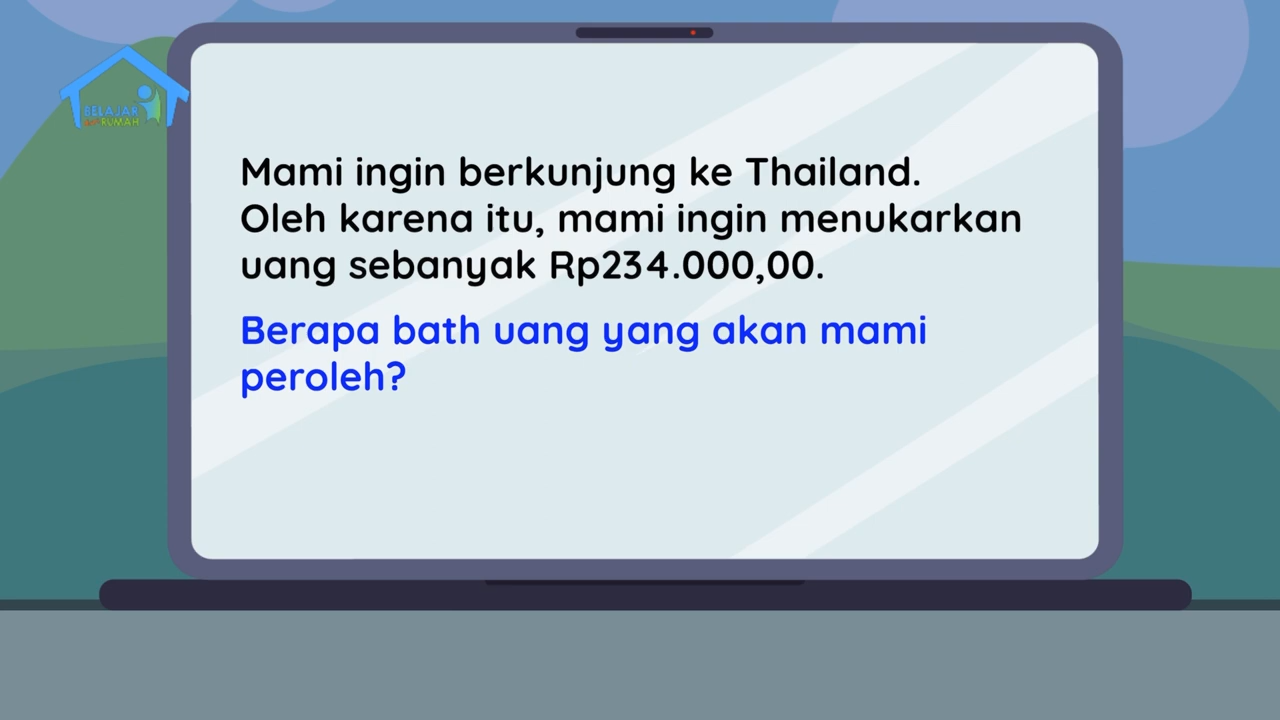 BELAJAR
RUMAH
Mami ingin berkunjung ke Thailand.
Oleh karena itu, mami ingin menukarkan
uang sebanyak Rp234.000,00.
Berapa bath uang yang akan mami
peroleh?